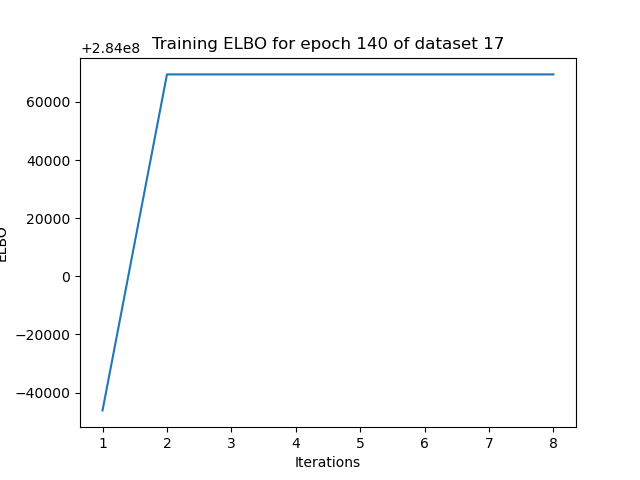 Training ELBO for epoch 140 of dataset 17
+2.84e8
60000
40000
20000
0
−20000
−40000
ELBO
1 2 3 4 5 6 7 8
Iterations